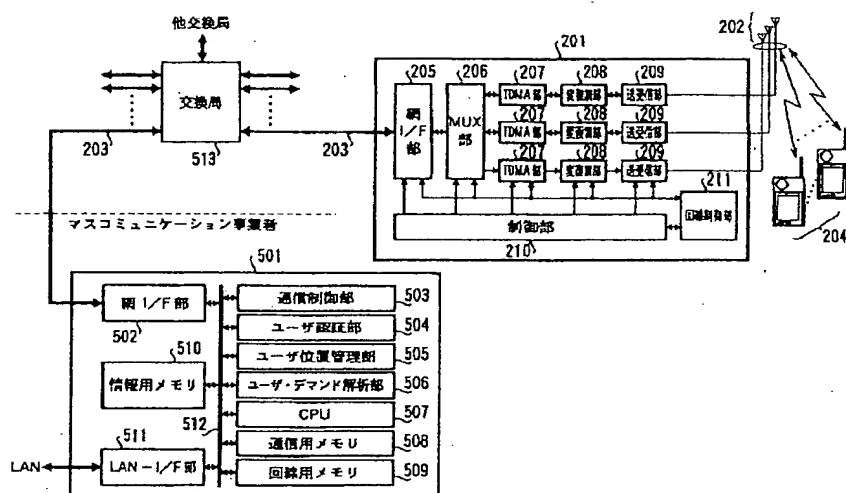 他交換局
交換局
203
203
513
201
202
205
206
207
208
209
網
I/F
部
MUX
部
TDMA部
変復調部
送受信部
207
208
209
TDMA部
変復調部
送受信部
207
208
209
TDMA部
変復調部
送受信部
211
制御部
210
204
マスコミュニケーション事業者
501
網 I/F部
502
通信制御部
503
ユーザ認証部
504
ユーザ位置管理部
505
510
情報用メモリ
ユーザ・デマンド解析部
506
CPU
507
512
通信用メモリ
508
511
LAN
LAN-I/F部
回線用メモリ
509